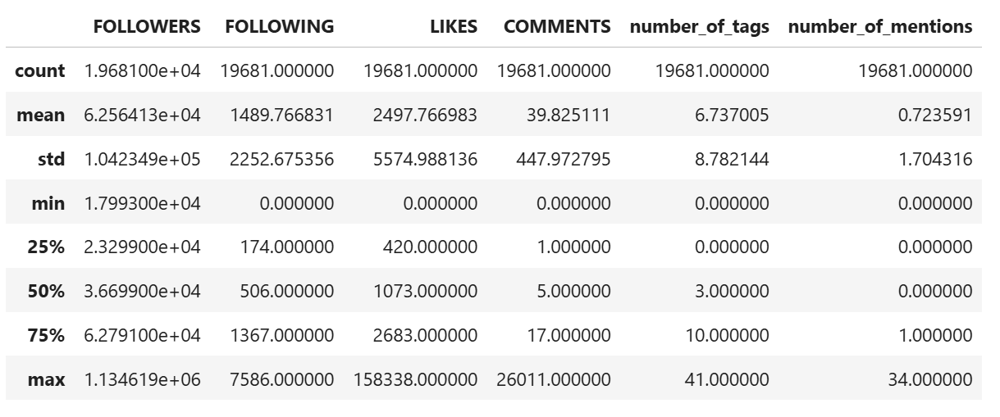 FOLLOWERS FOLLOWING LIKES COMMENTS number_of_tags number_of_mentions
count 1.968100e+04 19681.000000 19681.000000 19681.000000 19681.000000 19681.000000
mean 6.256413e+04 1489.766831 2497.766983 39.825111 6.737005 0.723591
std 1.042349e+05 2252.675356 5574.988136 447.972795 8.782144 1.704316
min 1.799300e+04 0.000000 0.000000 0.000000 0.000000 0.000000
25% 2.329900e+04 174.000000 420.000000 1.000000 0.000000 0.000000
50% 3.669900e+04 506.000000 1073.000000 5.000000 3.000000 0.000000
75% 6.279100e+04 1367.000000 2683.000000 17.000000 10.000000 1.000000
max 1.134619e+06 7586.000000 158338.000000 26011.000000 41.000000 34.000000